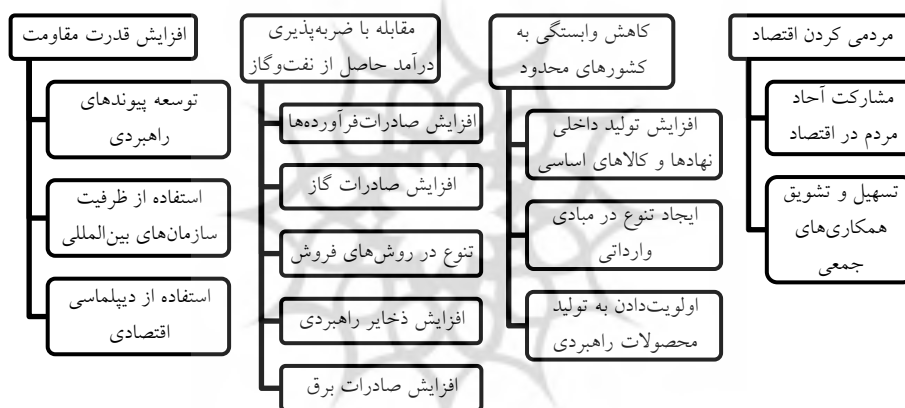 مردمی کردن اقتصاد
مشارکت آحاد
مردم در اقتصاد
تسهیل و تشویق
همکاری‌های
جمعی
کاهش وابستگی به
کشورهای محدود
افزایش تولید داخلی
نهادها و کالاهای اساسی
ایجاد تنوع در مبادی
وارداتی
اولویت‌دادن به تولید
محصولات راهبردی
مقابله با ضربه‌پذیری
درآمد حاصل از نفت‌وگاز
افزایش صادرات‌فرآورده‌ها
افزایش صادرات گاز
تنوع در روش‌های فروش
افزایش ذخایر راهبردی
افزایش صادرات برق
افزایش قدرت مقاومت
توسعه پیوندهای
راهبردی
استفاده از ظرفیت
سازمان‌های بین‌المللی
استفاده از دیپلماسی
اقتصادی